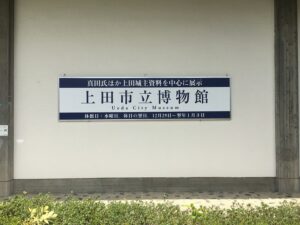 真田氏ほか上田城主資料を中心に展示
上田市立博物館
Ueda City Museum
休館日・水曜日、休日の翌日、12月29日〜翌年1月3日